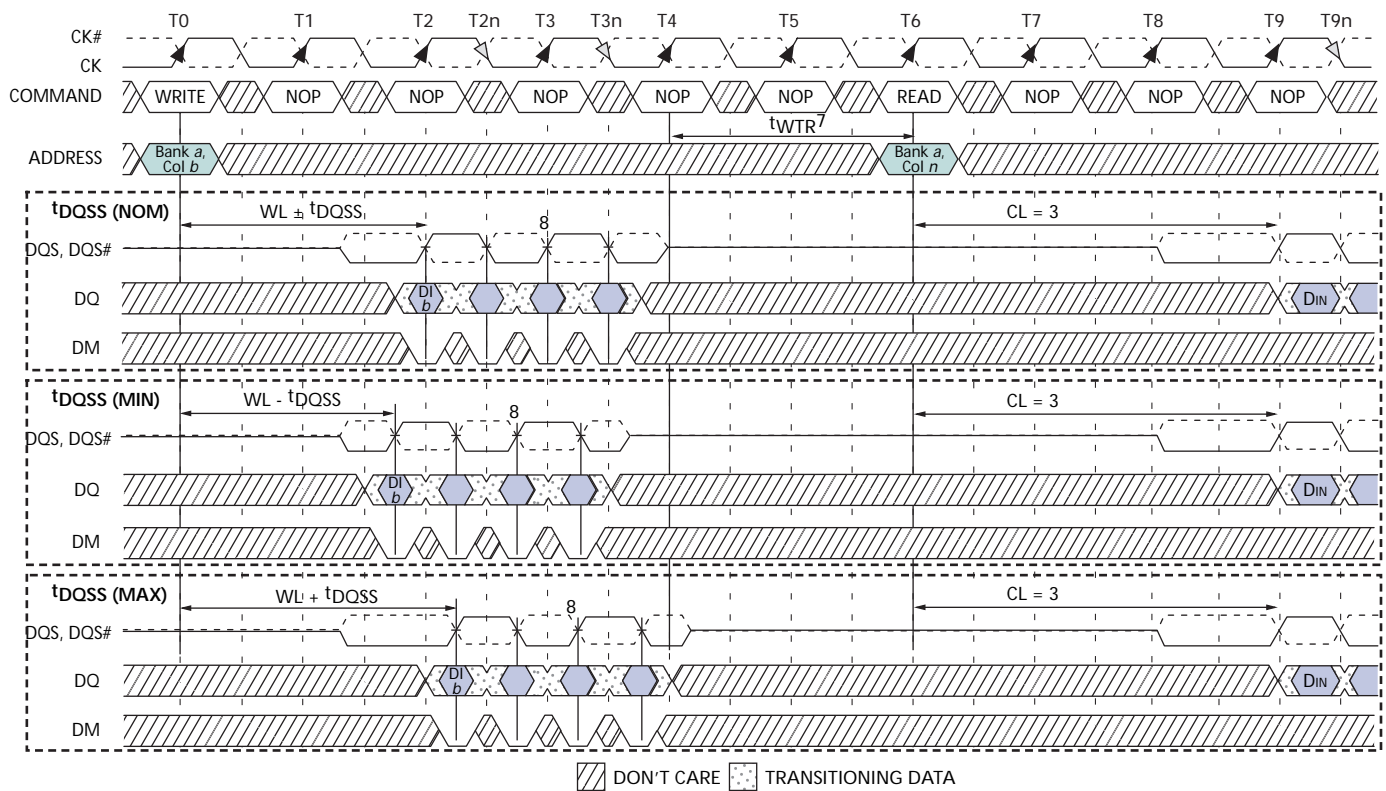 T0 T1 T2 T2n T3 T3n T4 T5 T6 T7 T8 T9 T9n
CK#
CK
COMMAND WRITE NOP NOP NOP NOP NOP READ NOP NOP NOP
tWTR7
ADDRESS Bank a, Col b Bank a, Col n
tDQSS (NOM) WL ± tDQSS 8 CL = 3
DQS, DQS#
DQ DI b DIN
DM
tDQSS (MIN) WL - tDQSS 8 CL = 3
DQS, DQS#
DQ DI b DIN
DM
tDQSS (MAX) WL + tDQSS 8 CL = 3
DQS, DQS#
DQ DI b DIN
DM
DON'T CARE TRANSITIONING DATA